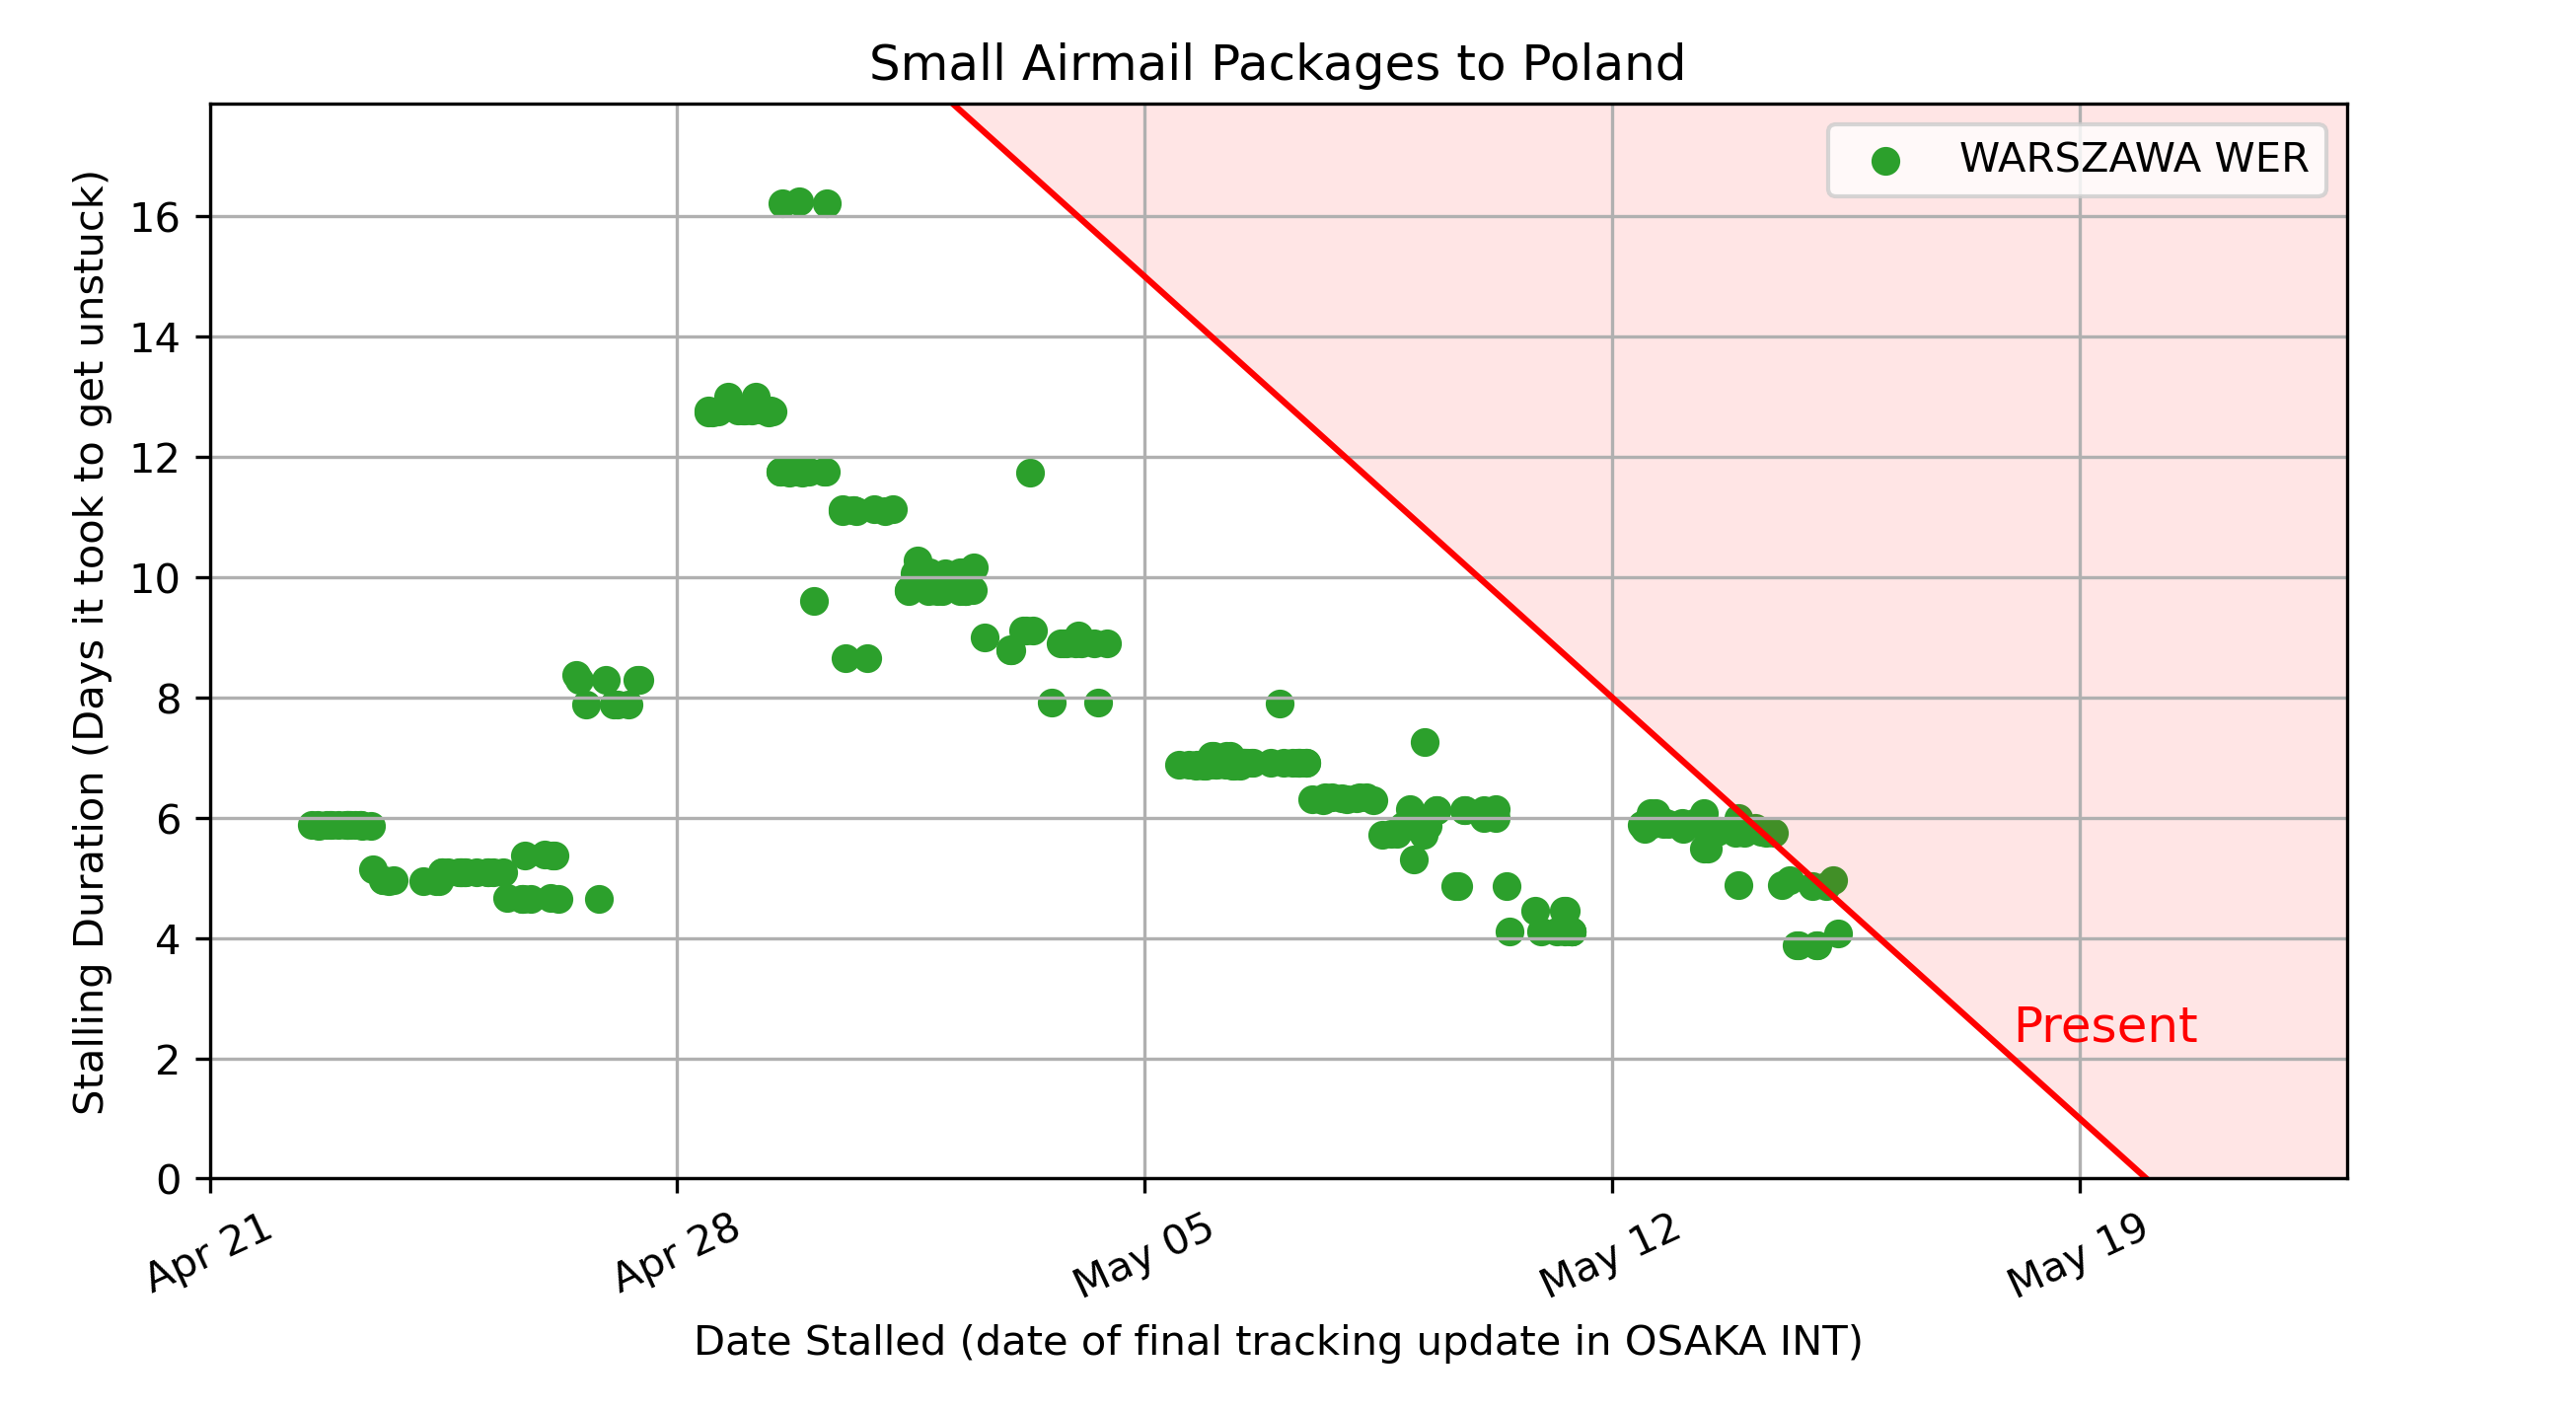 Small Airmail Packages to Poland
WARSZAWA WER
Stalling Duration (Days it took to get unstuck)
16
14
12
10
8
6
4
2
0
Present
Apr 21
Apr 28
May 05
May 12
May 19
Date Stalled (date of final tracking update in OSAKA INT)